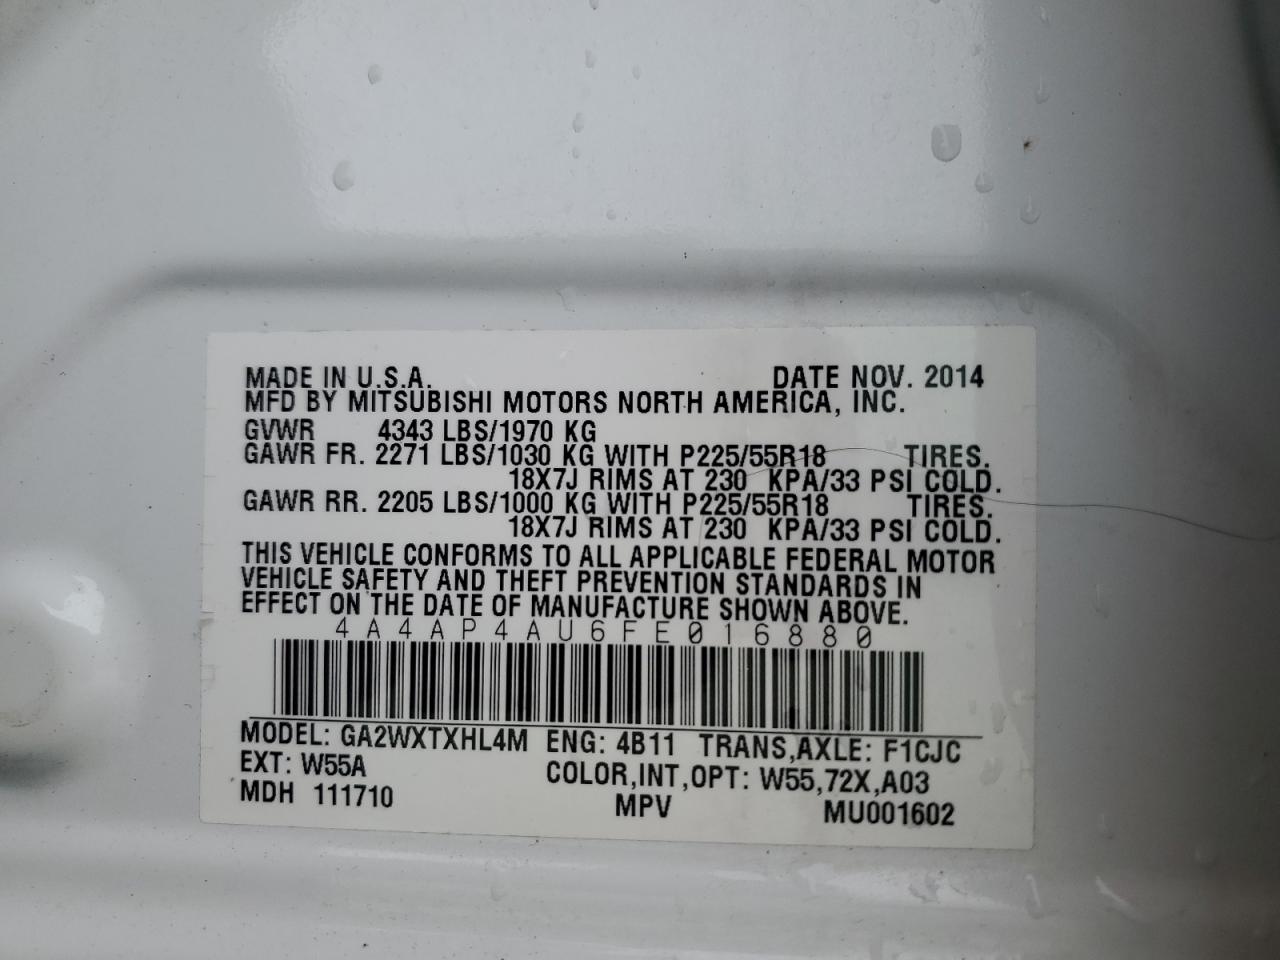 MADE IN U.S.A. DATE NOV. 2014
MFD BY MITSUBISHI MOTORS NORTH AMERICA, INC.
GVWR 4343 LBS/1970 KG
GAWR FR. 2271 LBS/1030 KG WITH P225/55R18 TIRES.
18X7J RIMS AT 230 KPA/33 PSI COLD.
GAWR RR. 2205 LBS/1000 KG WITH P225/55R18 TIRES.
18X7J RIMS AT 230 KPA/33 PSI COLD.
THIS VEHICLE CONFORMS TO ALL APPLICABLE FEDERAL MOTOR
VEHICLE SAFETY AND THEFT PREVENTION STANDARDS IN
EFFECT ON THE DATE OF MANUFACTURE SHOWN ABOVE.
4A4AP4AU6FE016880
MODEL: GA2WXTXHL4M ENG: 4B11 TRANS,AXLE: F1CJC
EXT: W55A COLOR,INT,OPT: W55,72X,A03
MDH 111710 MPV MU001602